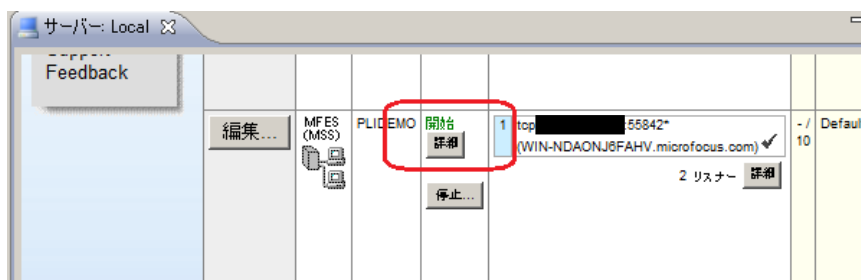 サーバー: Local
Feedback
編集...
MFES
(MSS)
PLIDEMO
開始
詳細
停止...
1
tcp
:55842*
(WIN-NDAONJ6FAHV.microfocus.com)
2 リスナー
詳細
- /
10